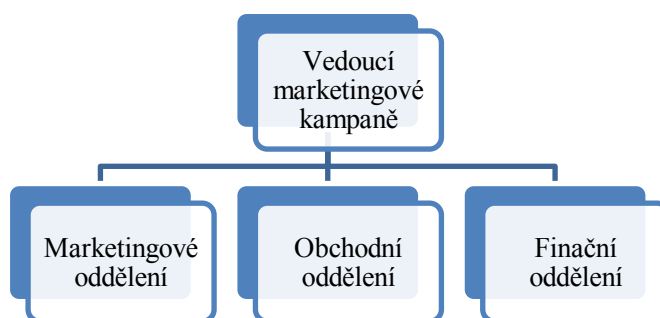 Vedoucí
marketingové
kampaně
Marketingové
oddělení
Obchodní
oddělení
Finační
oddělení